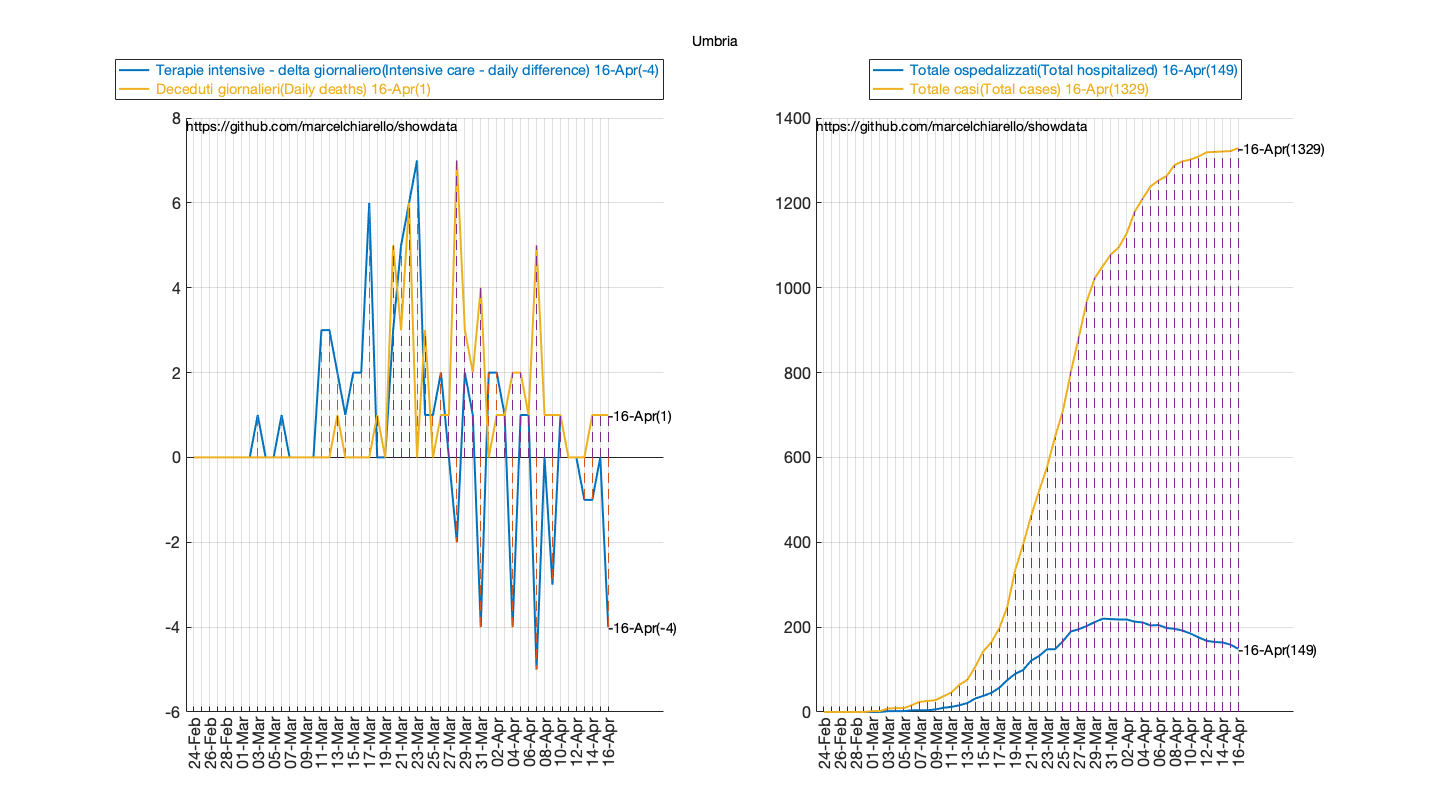 Umbria
Terapie intensive - delta giornaliero(Intensive care - daily difference) 16-Apr(-4)
Deceduti giornalieri(Daily deaths) 16-Apr(1)
https://github.com/marcelchiarello/showdata
8
6
4
2
0
-2
-4
-6
16-Apr(1)
16-Apr(-4)
24-Feb
26-Feb
28-Feb
01-Mar
03-Mar
05-Mar
07-Mar
09-Mar
11-Mar
13-Mar
15-Mar
17-Mar
19-Mar
21-Mar
23-Mar
25-Mar
27-Mar
29-Mar
31-Mar
02-Apr
04-Apr
06-Apr
08-Apr
10-Apr
12-Apr
14-Apr
16-Apr
Totale ospedalizzati(Total hospitalized) 16-Apr(149)
Totale casi(Total cases) 16-Apr(1329)
https://github.com/marcelchiarello/showdata
1400
1200
1000
800
600
400
200
0
16-Apr(1329)
16-Apr(149)
24-Feb
26-Feb
28-Feb
01-Mar
03-Mar
05-Mar
07-Mar
09-Mar
11-Mar
13-Mar
15-Mar
17-Mar
19-Mar
21-Mar
23-Mar
25-Mar
27-Mar
29-Mar
31-Mar
02-Apr
04-Apr
06-Apr
08-Apr
10-Apr
12-Apr
14-Apr
16-Apr